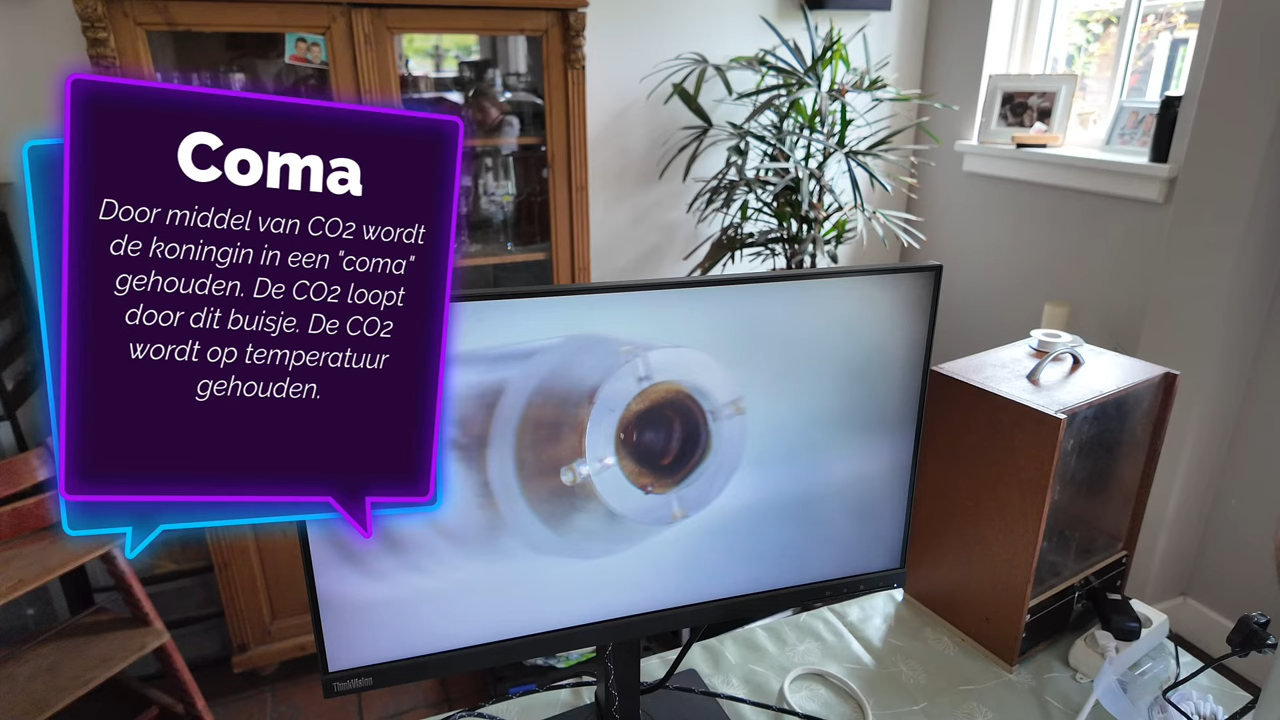 Coma
Door middel van CO2 wordt
de koningin in een "coma"
gehouden. De CO2 loopt
door dit buisje. De CO2
wordt op temperatuur
gehouden.
ThinkVision